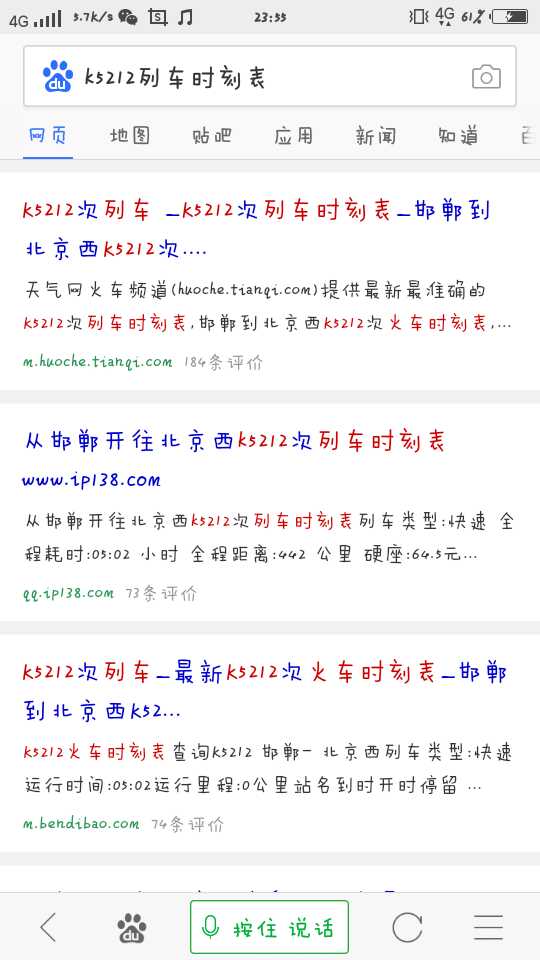 4G 5.7K/s 23:55 4G 61%
du K5212列车时刻表
网页 地图 贴吧 应用 新闻 知道
K5212次列车 _K5212次列车时刻表_邯郸到
北京西K5212次....
天气网火车频道(huoche.tianqi.com)提供最新最准确的
K5212次列车时刻表,邯郸到北京西K5212次火车时刻表,...
m.huoche.tianqi.com 184条评价
从邯郸开往北京西K5212次列车时刻表
www.ip138.com
从邯郸开往北京西K5212次列车时刻表列车类型:快速 全
程耗时:05:02 小时 全程距离:442 公里 硬座:64.5元...
qq.ip138.com 73条评价
K5212次列车_最新K5212次火车时刻表_邯郸
到北京西K52...
K5212火车时刻表查询K5212 邯郸- 北京西列车类型:快速
运行时间:05:02运行里程:0公里站名到时开时停留 ...
m.bendibao.com 74条评价
du 按住 说话